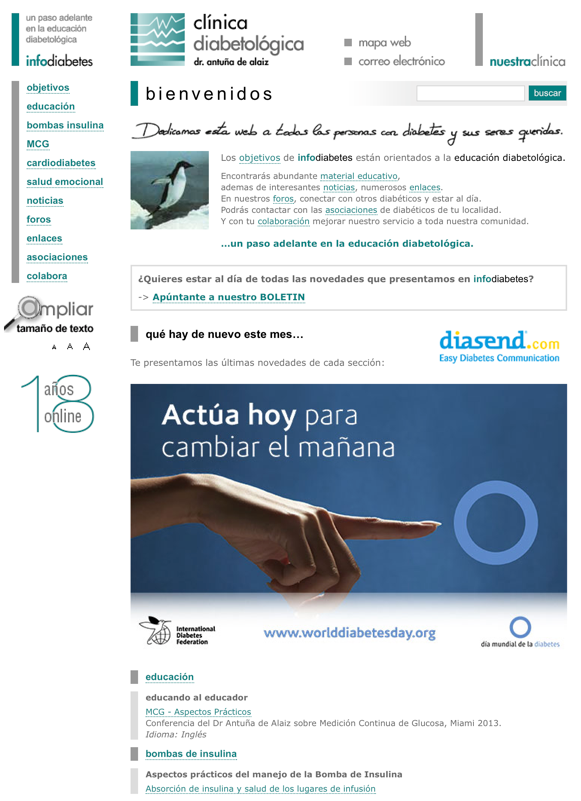 un paso adelante
en la educación
diabetológica
infodiabetes
clínica
diabetológica
dr. antuña de alaiz
mapa web
correo electrónico
nuestraclínica
objetivos
educación
bombas insulina
MCG
cardiodiabetes
salud emocional
noticias
foros
enlaces
asociaciones
colabora
Ampliar
tamaño de texto
A A A
18
años
online
bienvenidos
buscar
Dedicamos esta web a todas las personas con diabetes y sus seres queridos.
Los objetivos de infodiabetes están orientados a la educación diabetológica.
Encontrarás abundante material educativo,
ademas de interesantes noticias, numerosos enlaces.
En nuestros foros, conectar con otros diabéticos y estar al día.
Podrás contactar con las asociaciones de diabéticos de tu localidad.
Y con tu colaboración mejorar nuestro servicio a toda nuestra comunidad.
...un paso adelante en la educación diabetológica.
¿Quieres estar al día de todas las novedades que presentamos en infodiabetes?
-> Apúntante a nuestro BOLETIN
qué hay de nuevo este mes...
diasend.com
Easy Diabetes Communication
Te presentamos las últimas novedades de cada sección:
Actúa hoy para
cambiar el mañana
International
Diabetes
Federation
www.worlddiabetesday.org
día mundial de la diabetes
educación
educando al educador
MCG - Aspectos Prácticos
Conferencia del Dr Antuña de Alaiz sobre Medición Continua de Glucosa, Miami 2013.
Idioma: Inglés
bombas de insulina
Aspectos prácticos del manejo de la Bomba de Insulina
Absorción de insulina y salud de los lugares de infusión